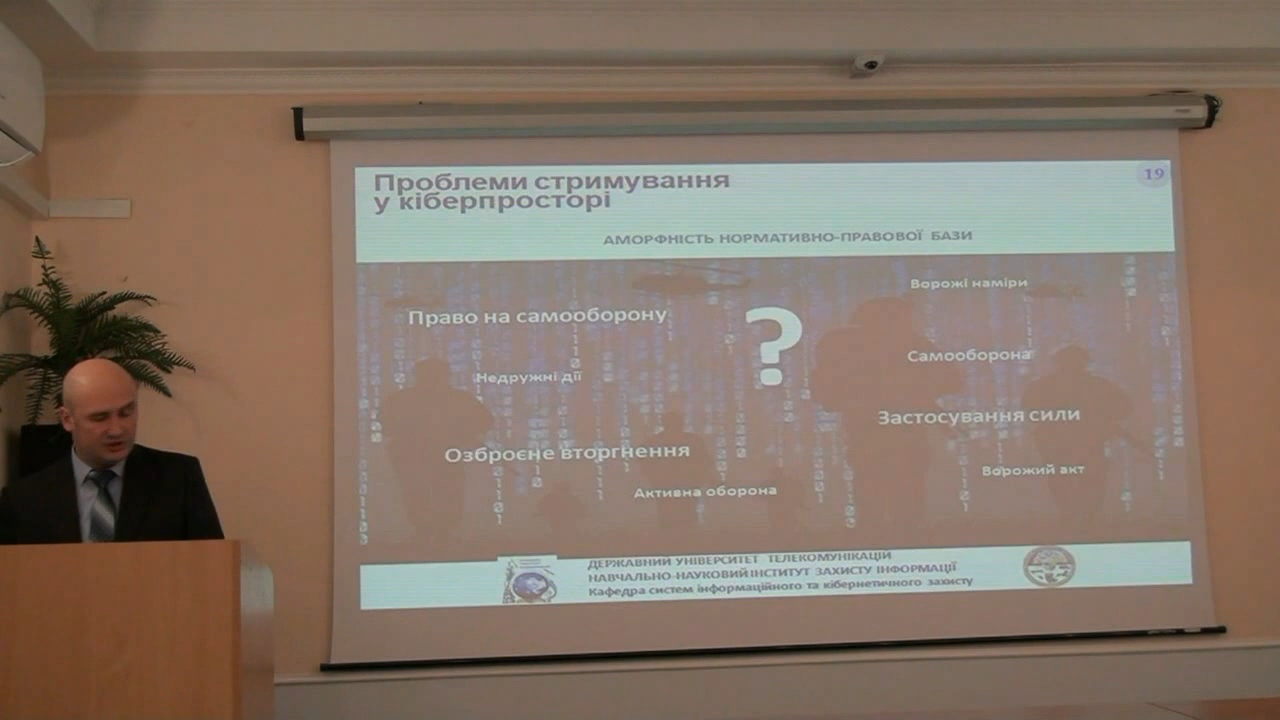 Проблеми стримування
у кіберпросторі
19
АМОРФНІСТЬ НОРМАТИВНО-ПРАВОВОЇ БАЗИ
Ворожі наміри
Право на самооборону
?
Самооборона
Недружні дії
Застосування сили
Озброєне вторгнення
Ворожий акт
Активна оборона
ДЕРЖАВНИЙ УНІВЕРСИТЕТ ТЕЛЕКОМУНІКАЦІЙ
НАВЧАЛЬНО-НАУКОВИЙ ІНСТИТУТ ЗАХИСТУ ІНФОРМАЦІЇ
Кафедра систем інформаційного та кібернетичного захисту